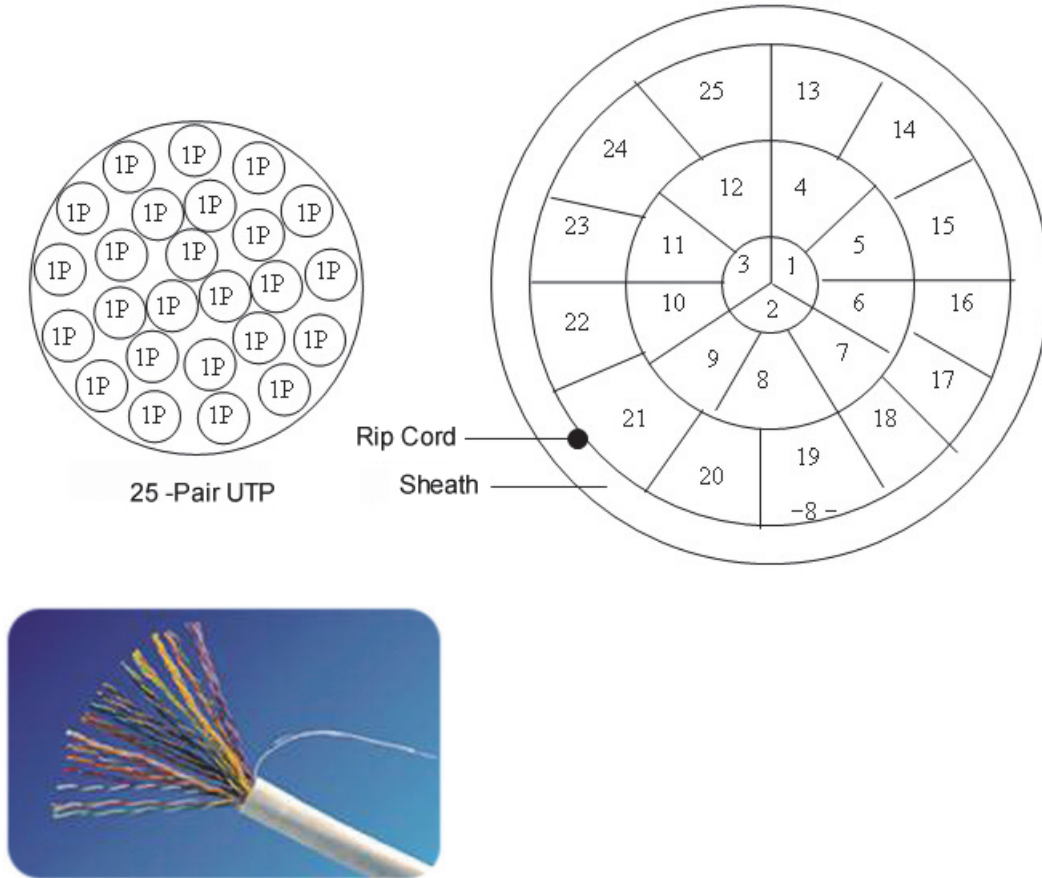 1P
1P 1P
1P 1P 1P 1P
1P
1P 1P
1P 1P 1P
1P 1P 1P
1P 1P 1P
1P 1P
1P 1P
1P 1P
25 -Pair UTP
25 13
24 14
12 4
23 11 5 15
3 1
22 10 2 6 16
9 8 7
21 18 17
20 19
-8 -
Rip Cord
Sheath